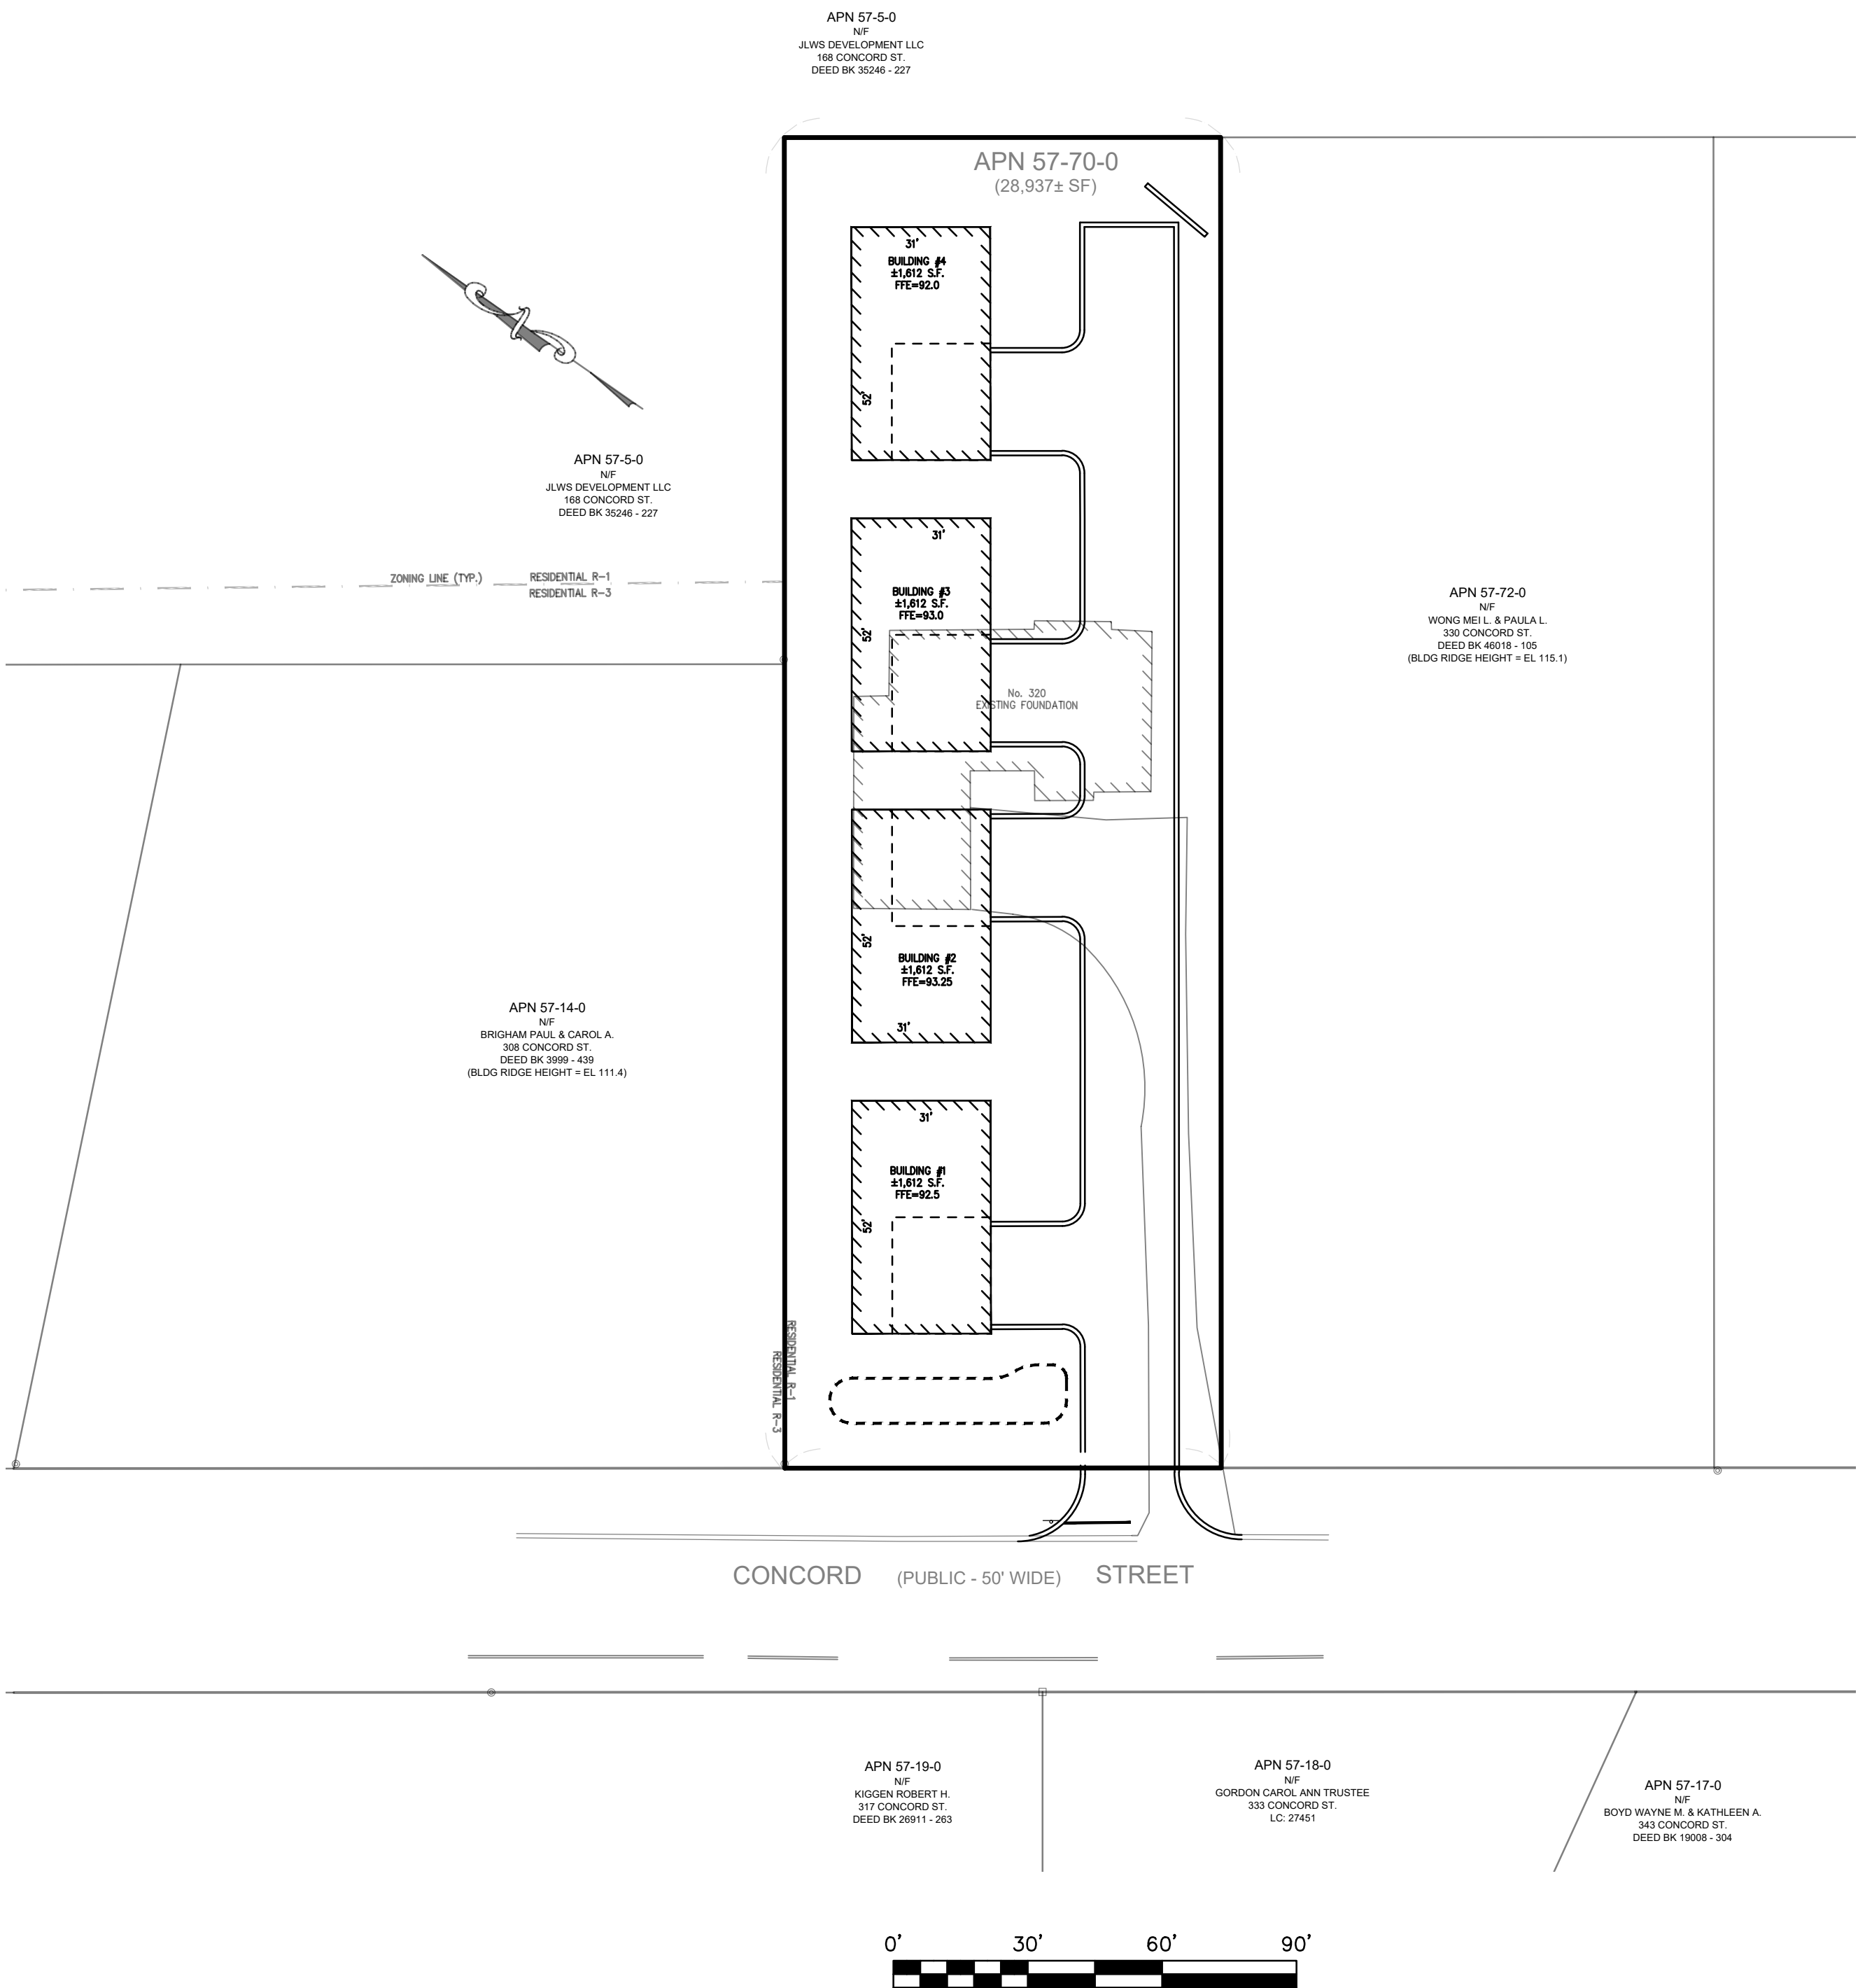 APN 57-5-0
N/F
JLWS DEVELOPMENT LLC
168 CONCORD ST.
DEED BK 35246 - 227
APN 57-70-0
(28,937± SF)
31'
BUILDING #4
±1,612 S.F.
FFE=92.0
52'
APN 57-5-0
N/F
JLWS DEVELOPMENT LLC
168 CONCORD ST.
DEED BK 35246 - 227
31'
ZONING LINE (TYP.)
RESIDENTIAL R-1
RESIDENTIAL R-3
BUILDING #3
±1,612 S.F.
FFE=93.0
52'
APN 57-72-0
N/F
WONG MEI L. & PAULA L.
330 CONCORD ST.
DEED BK 46018 - 105
(BLDG RIDGE HEIGHT = EL 115.1)
No. 320
EXISTING FOUNDATION
52'
BUILDING #2
±1,612 S.F.
FFE=93.25
31'
APN 57-14-0
N/F
BRIGHAM PAUL & CAROL A.
308 CONCORD ST.
DEED BK 3999 - 439
(BLDG RIDGE HEIGHT = EL 111.4)
31'
BUILDING #1
±1,612 S.F.
FFE=92.5
52'
RESIDENTIAL R-1
RESIDENTIAL R-3
CONCORD (PUBLIC - 50' WIDE) STREET
APN 57-19-0
N/F
KIGGEN ROBERT H.
317 CONCORD ST.
DEED BK 26911 - 263
APN 57-18-0
N/F
GORDON CAROL ANN TRUSTEE
333 CONCORD ST.
LC: 27451
APN 57-17-0
N/F
BOYD WAYNE M. & KATHLEEN A.
343 CONCORD ST.
DEED BK 19008 - 304
0' 30' 60' 90'